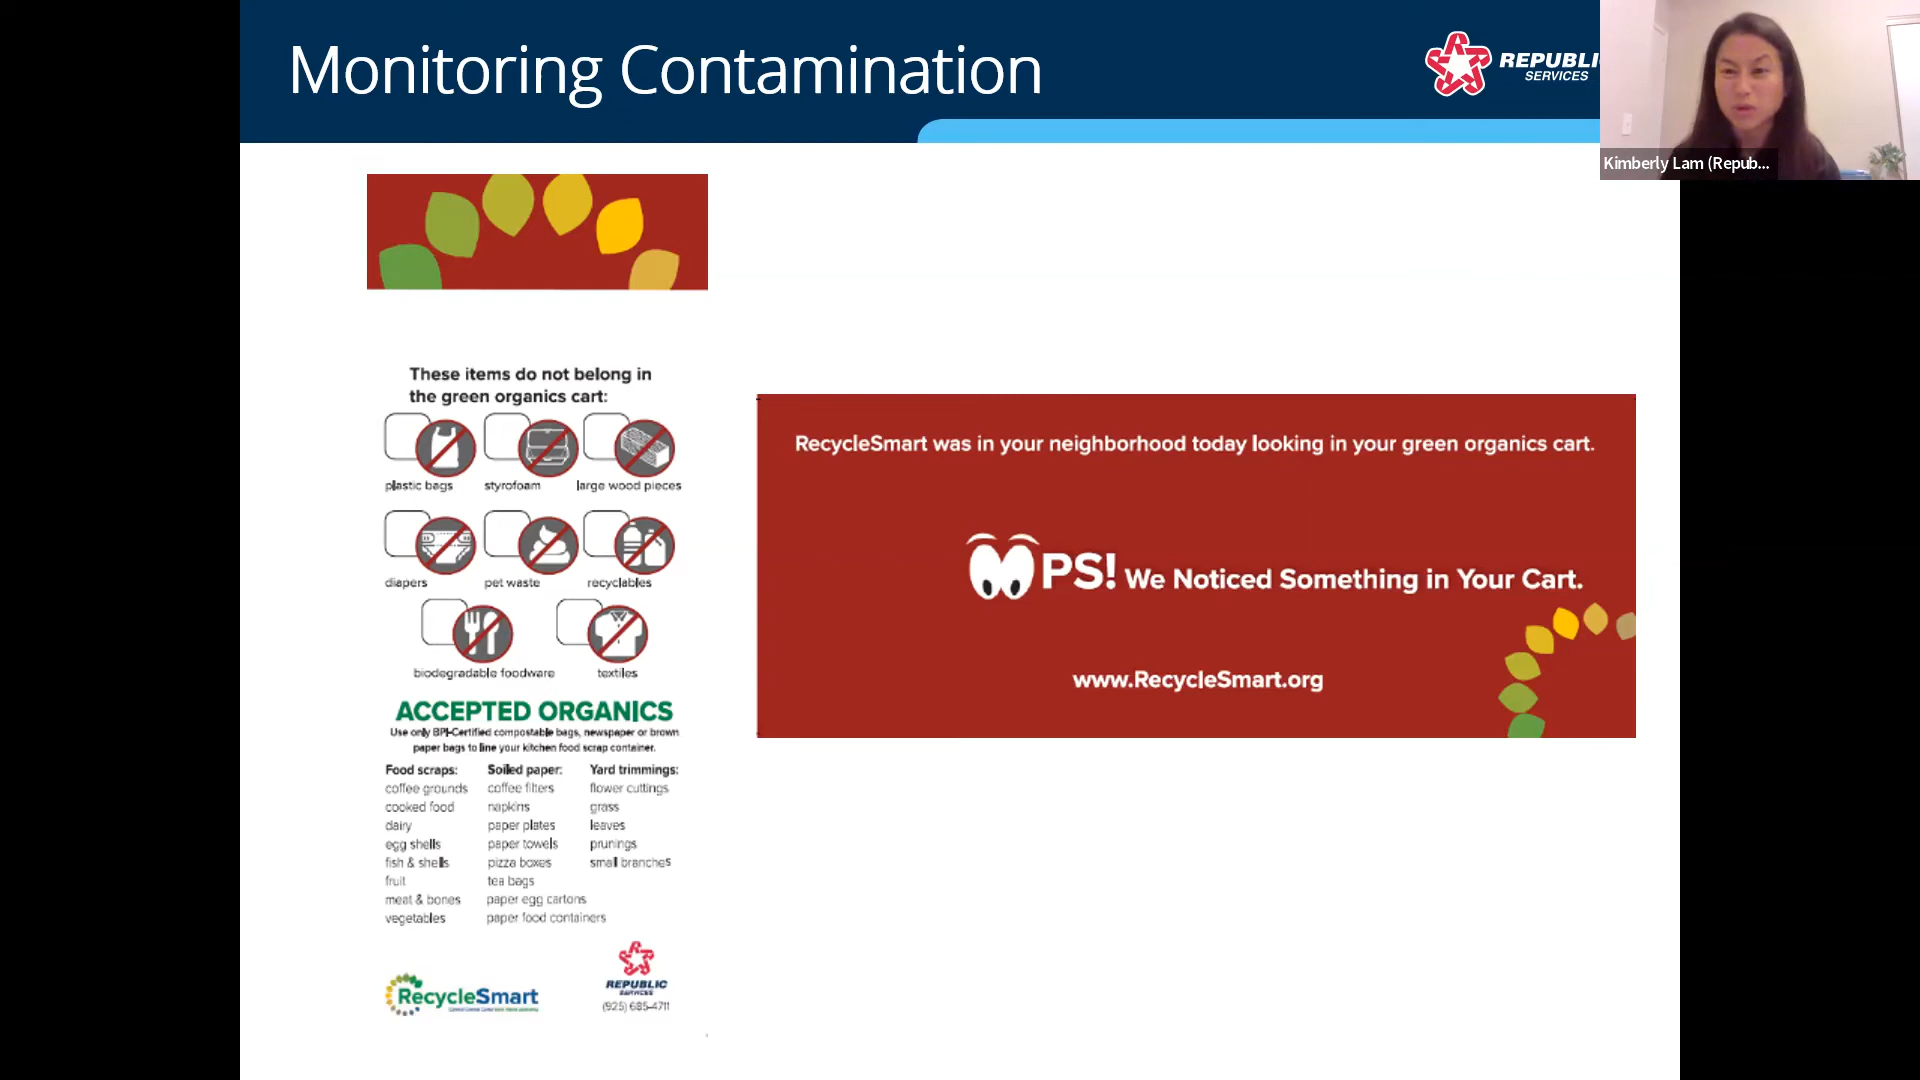 Monitoring Contamination
REPUBLI
SERVICES
Kimberly Lam (Repub...
These items do not belong in
the green organics cart:
plastic bags styrofoam large wood pieces
diapers pet waste recyclables
biodegradable foodware textiles
ACCEPTED ORGANICS
Use only BPI-Certified compostable bags, newspaper or brown
paper bags to line your kitchen food scrap container.
Food scraps: Soiled paper: Yard trimmings:
coffee grounds coffee filters flower cuttings
cooked food napkins grass
dairy paper plates leaves
egg shells paper towels prunings
fish & shells pizza boxes small branches
fruit tea bags
meat & bones paper egg cartons
vegetables paper food containers
RecycleSmart
REPUBLIC
SERVICES
(925) 685-4711
RecycleSmart was in your neighborhood today looking in your green organics cart.
OOPS! We Noticed Something in Your Cart.
www.RecycleSmart.org